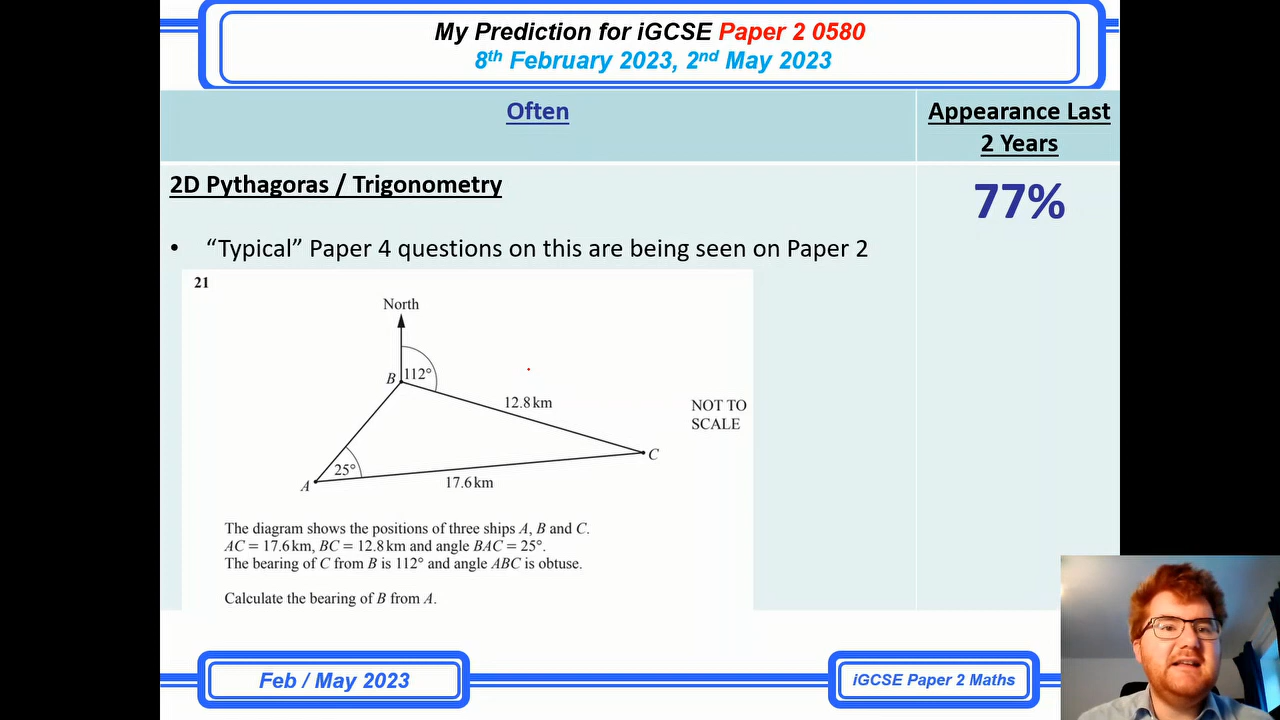 My Prediction for iGCSE Paper 2 0580
8th February 2023, 2nd May 2023
Often
Appearance Last
2 Years
2D Pythagoras / Trigonometry
77%
• “Typical” Paper 4 questions on this are being seen on Paper 2
21
North
B
112°
12.8 km
NOT TO
SCALE
C
25°
A
17.6 km
The diagram shows the positions of three ships A, B and C.
AC = 17.6 km, BC = 12.8 km and angle BAC = 25°.
The bearing of C from B is 112° and angle ABC is obtuse.
Calculate the bearing of B from A.
Feb / May 2023
iGCSE Paper 2 Maths